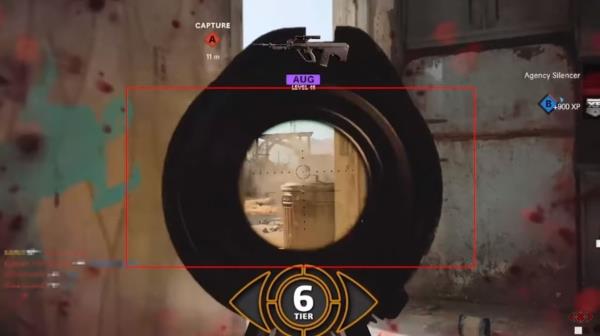 CAPTURE
A
11 m
AUG
LEVEL 11
Agency Silencer
B
+900 XP
6
TIER